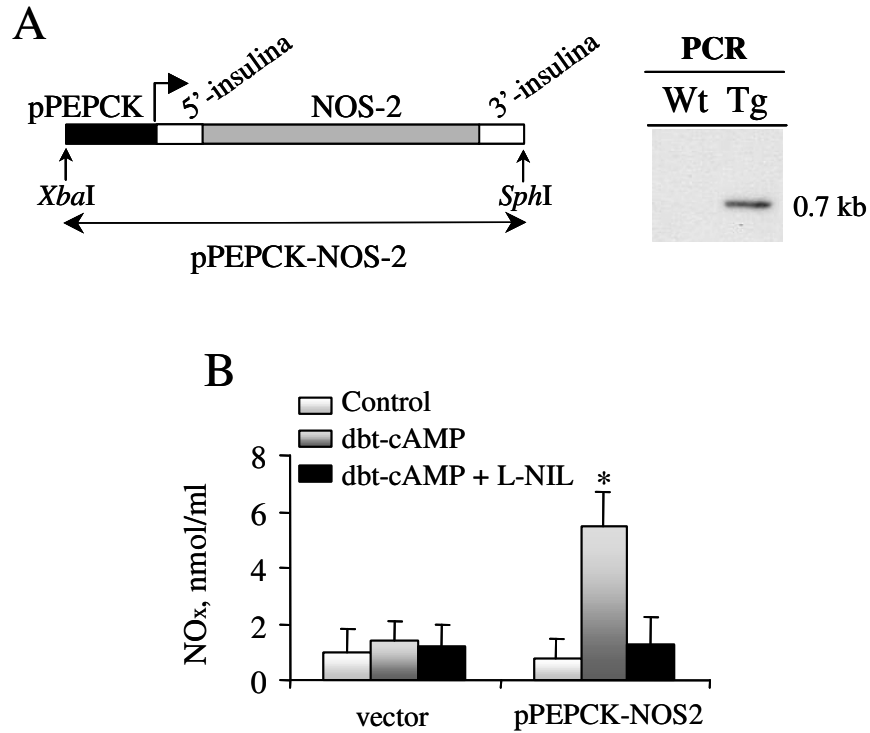 A
pPEPCK
5'-insulina
NOS-2
3'-insulina
XbaI
SphI
pPEPCK-NOS-2
PCR
Wt Tg
0.7 kb
B
Control
dbt-cAMP
dbt-cAMP + L-NIL
NOx, nmol/ml
8
6
4
2
0
*
vector
pPEPCK-NOS2